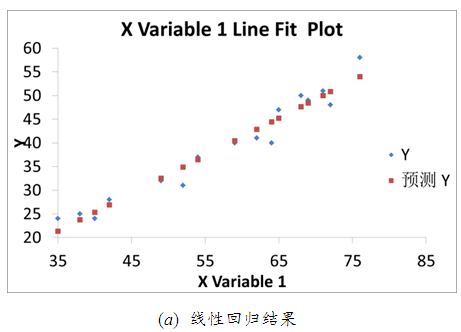 X Variable 1 Line Fit Plot
60
55
50
45
40
35
30
25
20
Y
35
45
55
65
75
85
X Variable 1
Y
预测 Y
(a) 线性回归结果